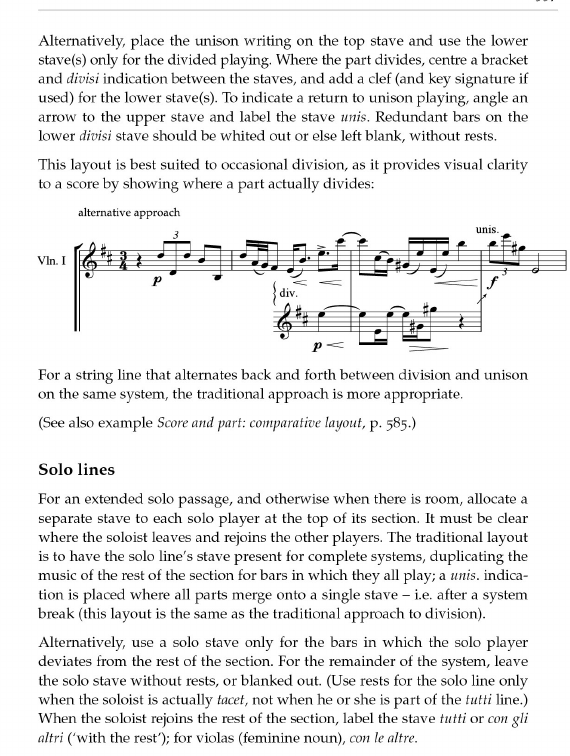 Alternatively, place the unison writing on the top stave and use the lower
stave(s) only for the divided playing. Where the part divides, centre a bracket
and divisi indication between the staves, and add a clef (and key signature if
used) for the lower stave(s). To indicate a return to unison playing, angle an
arrow to the upper stave and label the stave unis. Redundant bars on the
lower divisi stave should be whited out or else left blank, without rests.
This layout is best suited to occasional division, as it provides visual clarity
to a score by showing where a part actually divides:
alternative approach
unis.
3
Vln. I
3
4
p
3
f
div.
p
For a string line that alternates back and forth between division and unison
on the same system, the traditional approach is more appropriate.
(See also example Score and part: comparative layout, p. 585.)
Solo lines
For an extended solo passage, and otherwise when there is room, allocate a
separate stave to each solo player at the top of its section. It must be clear
where the soloist leaves and rejoins the other players. The traditional layout
is to have the solo line’s stave present for complete systems, duplicating the
music of the rest of the section for bars in which they all play; a unis. indica-
tion is placed where all parts merge onto a single stave – i.e. after a system
break (this layout is the same as the traditional approach to division).
Alternatively, use a solo stave only for the bars in which the solo player
deviates from the rest of the section. For the remainder of the system, leave
the solo stave without rests, or blanked out. (Use rests for the solo line only
when the soloist is actually tacet, not when he or she is part of the tutti line.)
When the soloist rejoins the rest of the section, label the stave tutti or con gli
altri (‘with the rest’); for violas (feminine noun), con le altre.